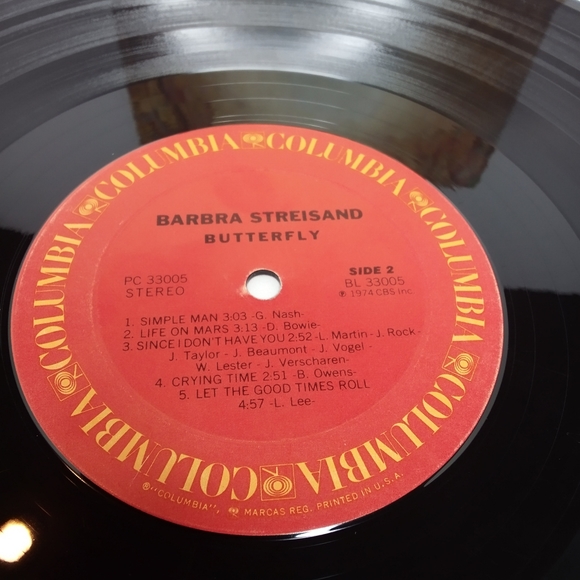 COLUMBIA COLUMBIA COLUMBIA COLUMBIA COLUMBIA COLUMBIA
BARBRA STREISAND
BUTTERFLY
PC 33005
STEREO
SIDE 2
BL 33005
℗ 1974 CBS Inc.
1. SIMPLE MAN 3:03 -G. Nash-
2. LIFE ON MARS 3:13 -D. Bowie-
3. SINCE I DON'T HAVE YOU 2:52 -L. Martin - J. Rock-
J. Taylor - J. Beaumont - J. Vogel -
W. Lester - J. Verscharen-
4. CRYING TIME 2:51 -B. Owens-
5. LET THE GOOD TIMES ROLL
4:57 -L. Lee-
®"COLUMBIA", MARCAS REG. PRINTED IN U.S.A.